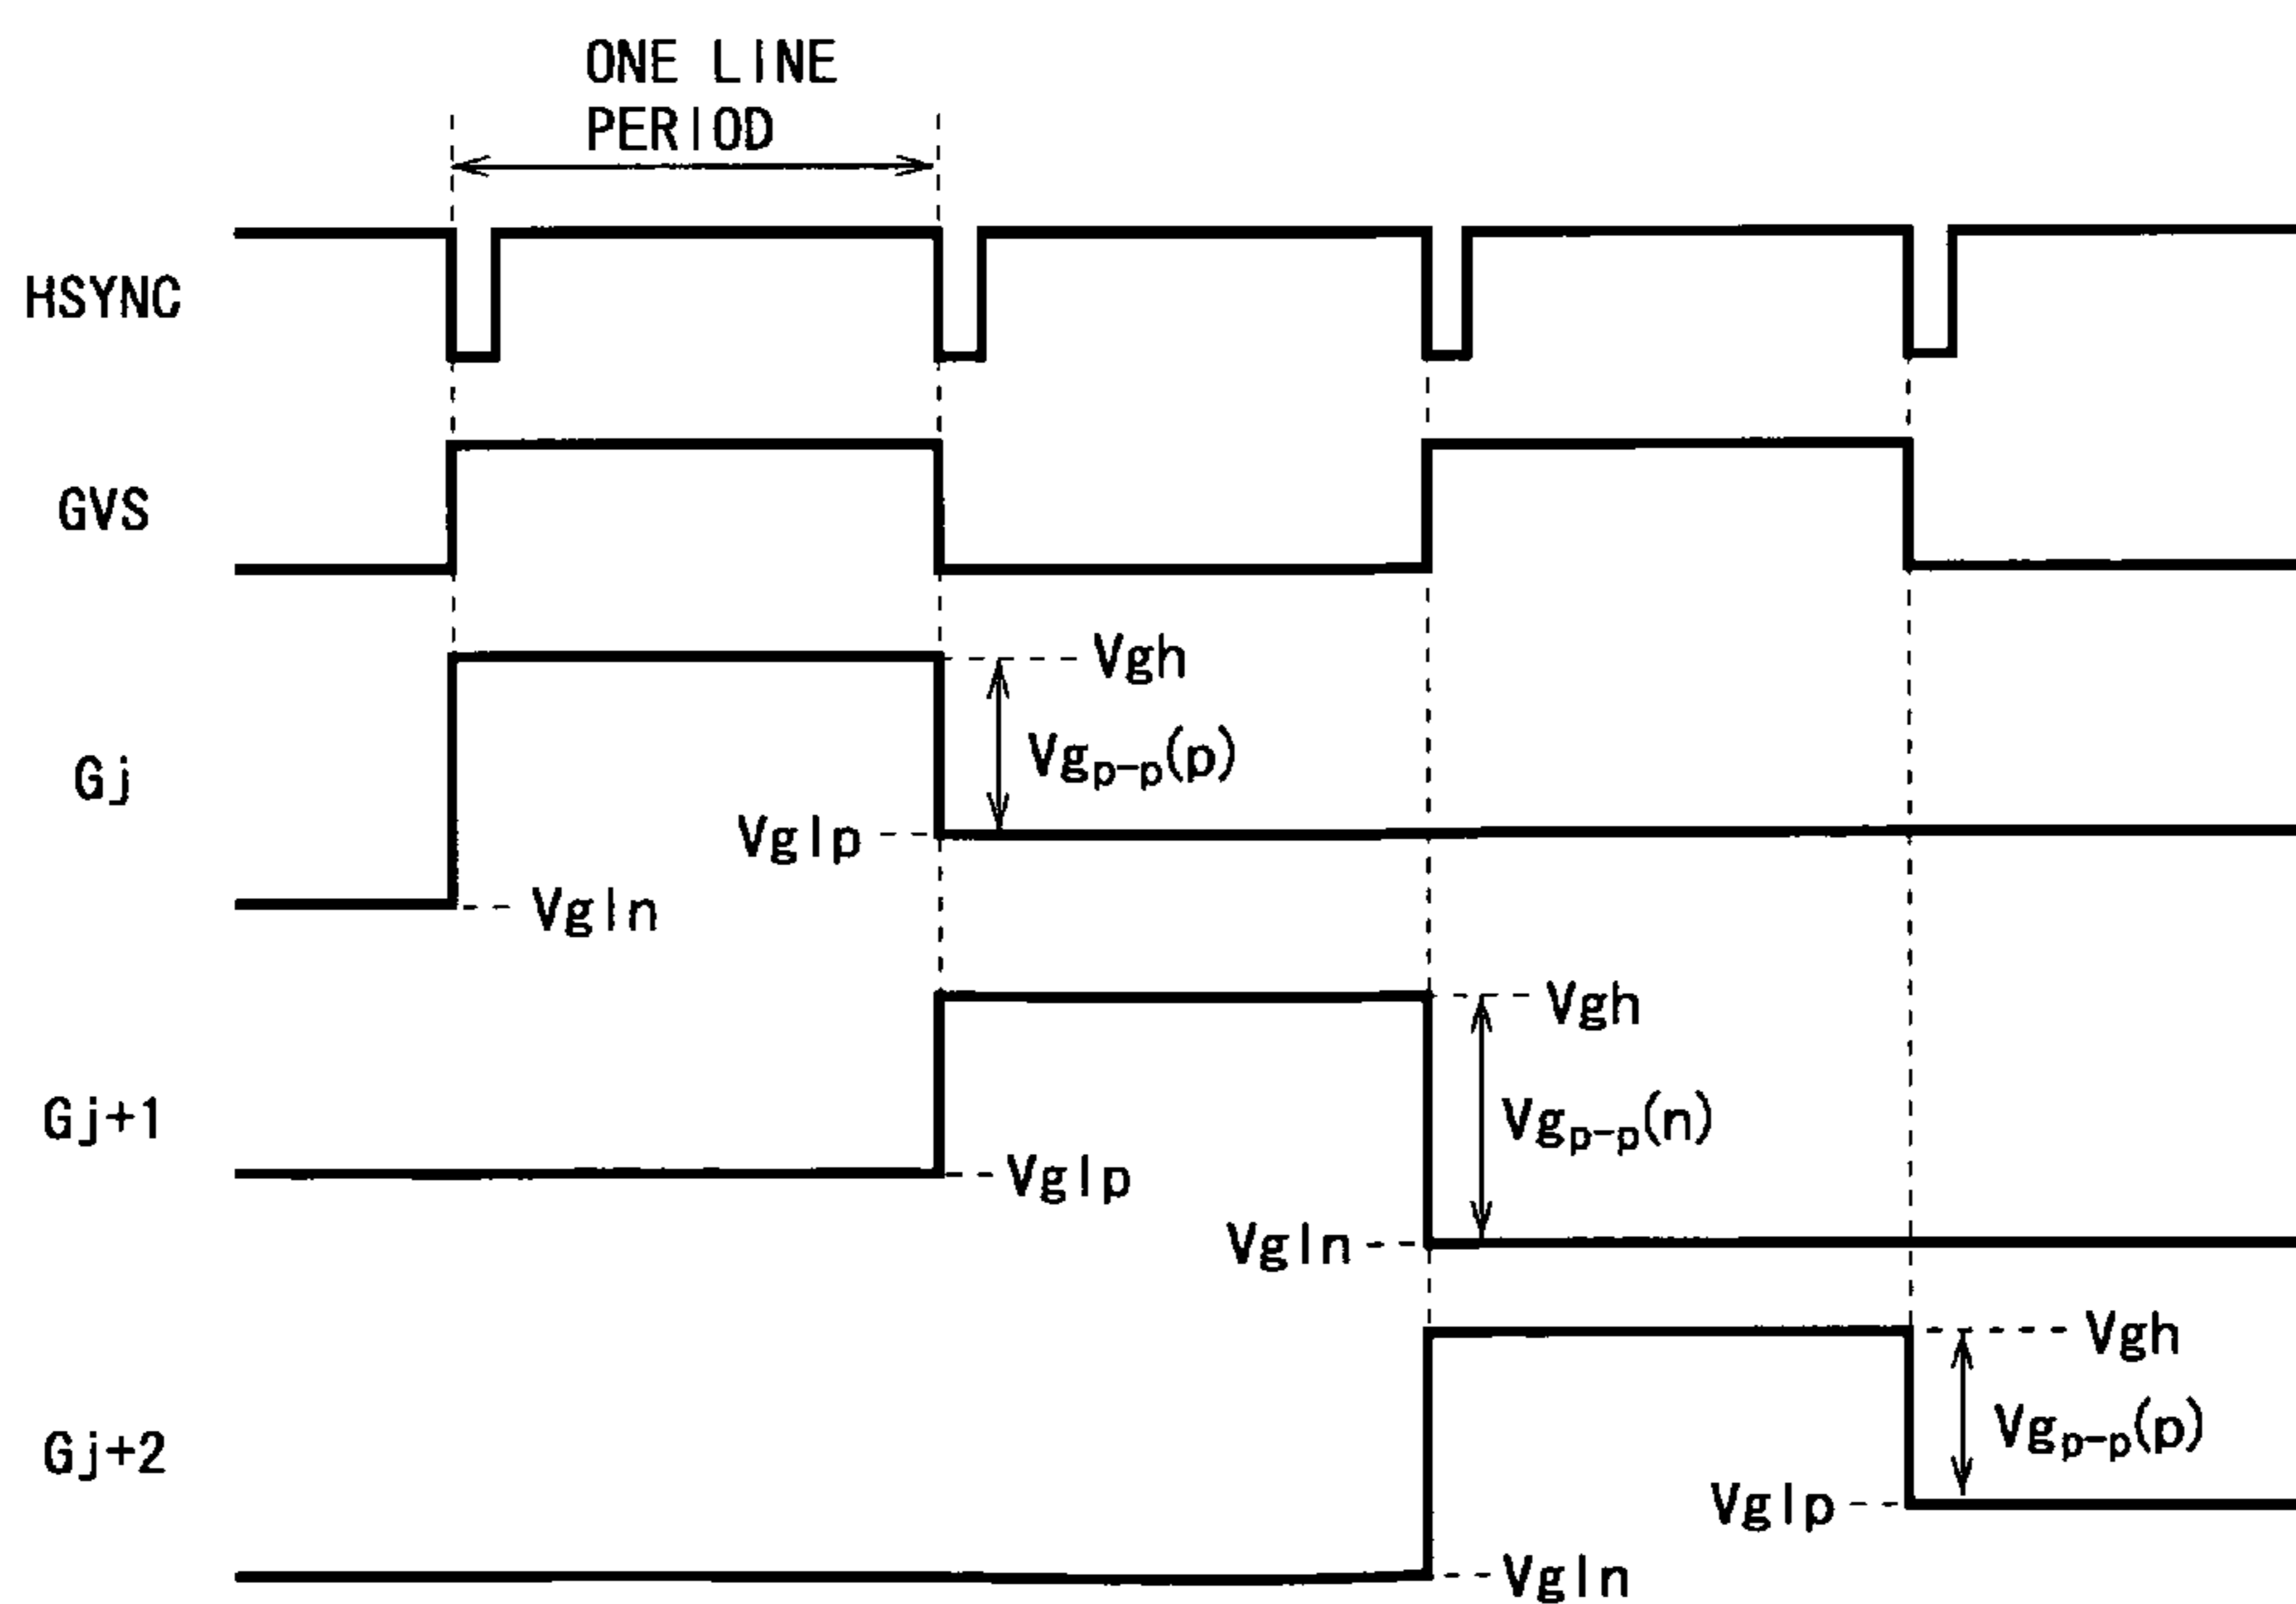 ONE LINE
PERIOD
HSYNC
GVS
Vgh
Gj
Vgp-p(p)
Vglp
Vgln
Vgh
Gj+1
Vgp-p(n)
Vglp
Vgln
Vgh
Gj+2
Vgp-p(p)
Vglp
Vgln